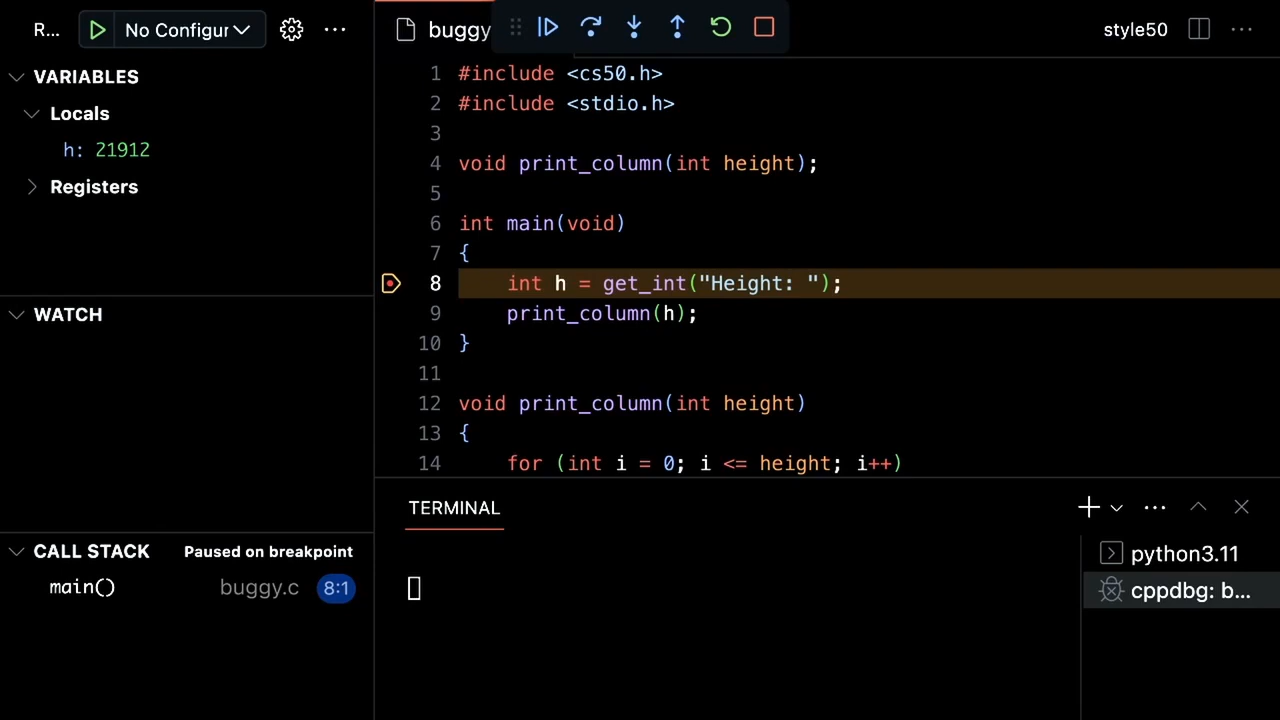 R...
No Configur
buggy
style50
VARIABLES
Locals
h: 21912
Registers
WATCH
CALL STACK
Paused on breakpoint
main()
buggy.c
8:1
1 #include <cs50.h>
2 #include <stdio.h>
3
4 void print_column(int height);
5
6 int main(void)
7 {
8 int h = get_int("Height: ");
9 print_column(h);
10 }
11
12 void print_column(int height)
13 {
14 for (int i = 0; i <= height; i++)
TERMINAL
python3.11
cppdbg: b...